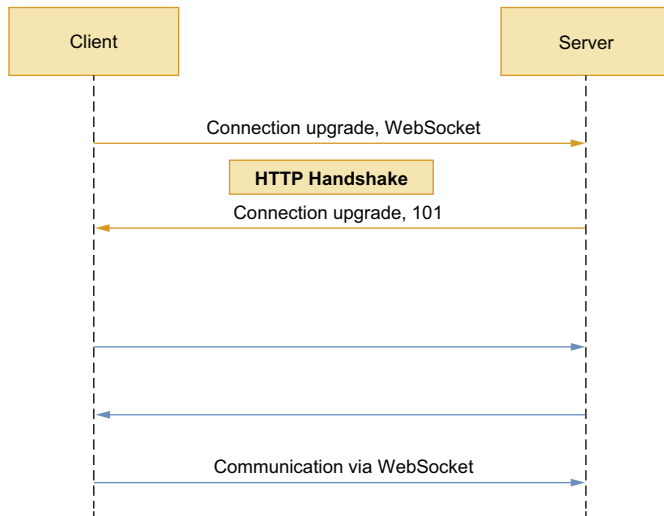 Client
Server
Connection upgrade, WebSocket
HTTP Handshake
Connection upgrade, 101
Communication via WebSocket